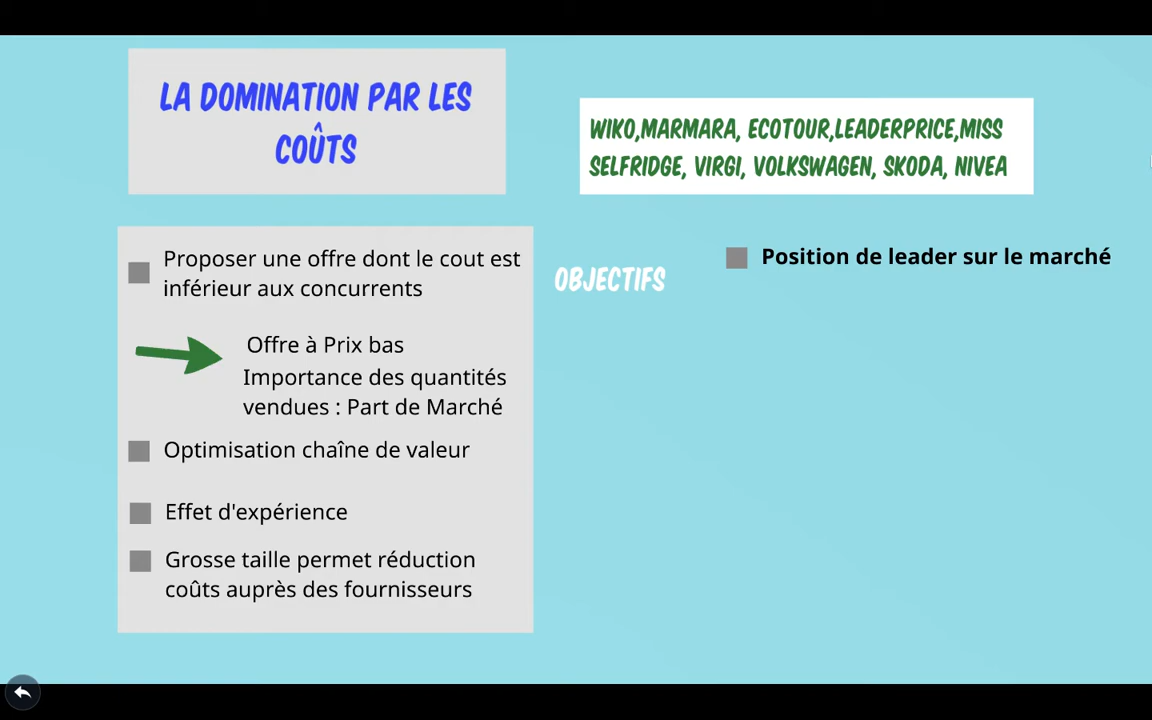 LA DOMINATION PAR LES
COÛTS
WIKO,MARMARA, ECOTOUR,LEADERPRICE,MISS
SELFRIDGE, VIRGI, VOLKSWAGEN, SKODA, NIVEA
Proposer une offre dont le cout est
inférieur aux concurrents
Offre à Prix bas
Importance des quantités
vendues : Part de Marché
Optimisation chaîne de valeur
Effet d'expérience
Grosse taille permet réduction
coûts auprès des fournisseurs
OBJECTIFS
Position de leader sur le marché